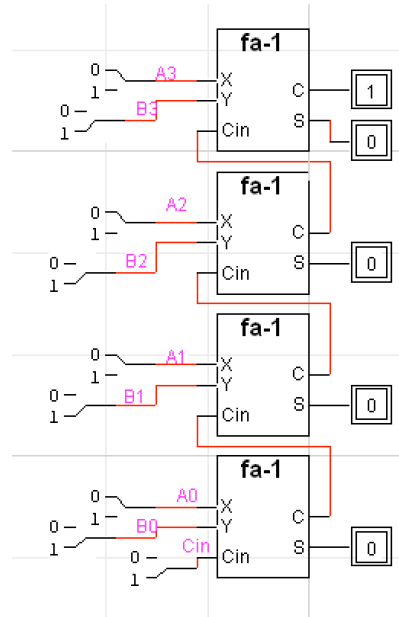 fa-1
0 A3 X
1 C 1
0 B3 Y
1 S 0
Cin
fa-1
0 A2 X
1 C
0 B2 Y
1 S 0
Cin
fa-1
0 A1 X
1 C
0 B1 Y
1 S 0
Cin
fa-1
0 A0 X
1 C
0 B0 Y
1 S 0
0 Cin Cin
1